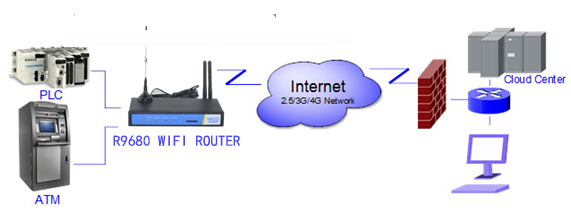 PLC
ATM
R9680 WIFI ROUTER
Internet
2.5/3G/4G Network
Cloud Center